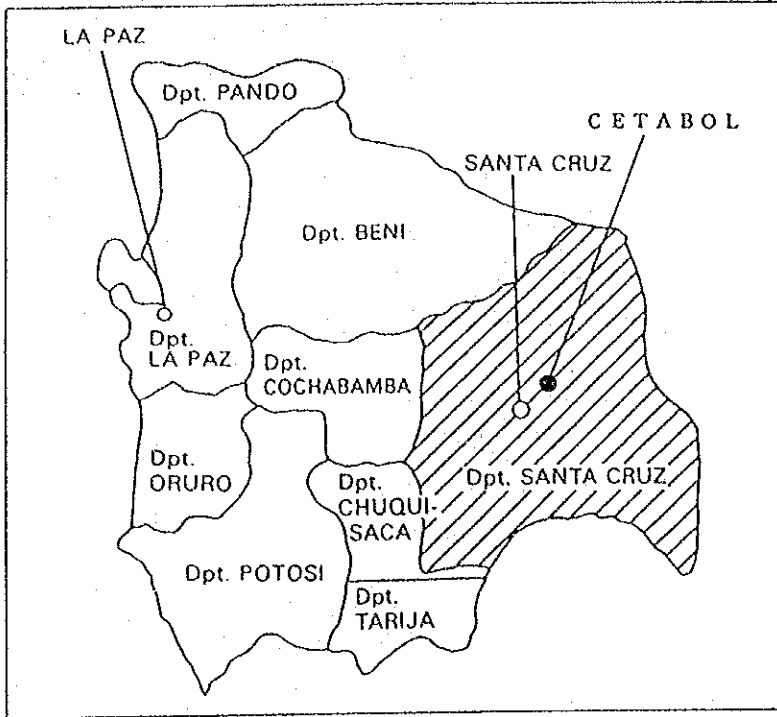 LA PAZ
Dpt. PANDO
CETABOL
SANTA CRUZ
Dpt. BENI
Dpt.
LA PAZ
Dpt.
COCHABAMBA
Dpt.
ORURO
Dpt.
CHUQUI-
SACA
Dpt. SANTA CRUZ
Dpt. POTOSI
Dpt.
TARIJA